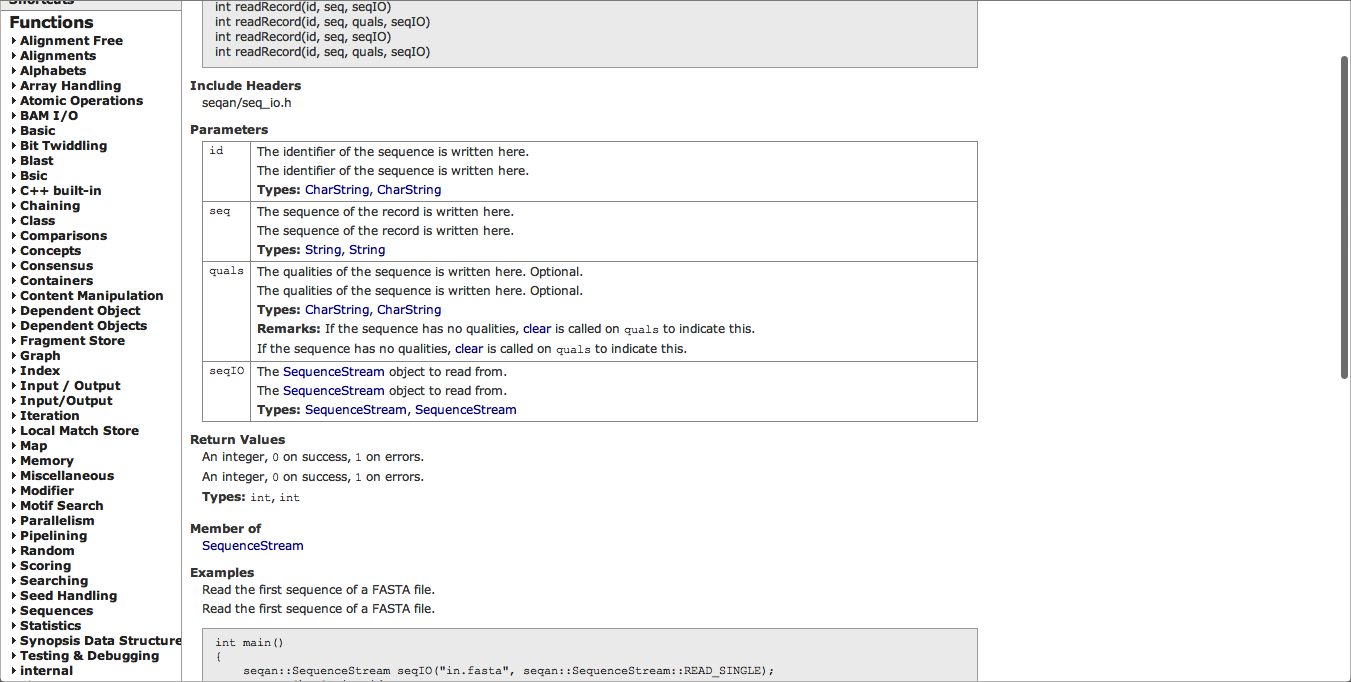 Shortcuts
Functions
Alignment Free
Alignments
Alphabets
Array Handling
Atomic Operations
BAM I/O
Basic
Bit Twiddling
Blast
Bsic
C++ built-in
Chaining
Class
Comparisons
Concepts
Consensus
Containers
Content Manipulation
Dependent Object
Dependent Objects
Fragment Store
Graph
Index
Input / Output
Input/Output
Iteration
Local Match Store
Map
Memory
Miscellaneous
Modifier
Motif Search
Parallelism
Pipelining
Random
Scoring
Searching
Seed Handling
Sequences
Statistics
Synopsis Data Structure
Testing & Debugging
internal
int readRecord(id, seq, seqIO)
int readRecord(id, seq, quals, seqIO)
int readRecord(id, seq, seqIO)
int readRecord(id, seq, quals, seqIO)
Include Headers
seqan/seq_io.h
Parameters
id
The identifier of the sequence is written here.
The identifier of the sequence is written here.
Types: CharString, CharString
seq
The sequence of the record is written here.
The sequence of the record is written here.
Types: String, String
quals
The qualities of the sequence is written here. Optional.
The qualities of the sequence is written here. Optional.
Types: CharString, CharString
Remarks: If the sequence has no qualities, clear is called on quals to indicate this.
If the sequence has no qualities, clear is called on quals to indicate this.
seqIO
The SequenceStream object to read from.
The SequenceStream object to read from.
Types: SequenceStream, SequenceStream
Return Values
An integer, 0 on success, 1 on errors.
An integer, 0 on success, 1 on errors.
Types: int, int
Member of
SequenceStream
Examples
Read the first sequence of a FASTA file.
Read the first sequence of a FASTA file.
int main()
{
seqan::SequenceStream seqIO("in.fasta", seqan::SequenceStream::READ_SINGLE);